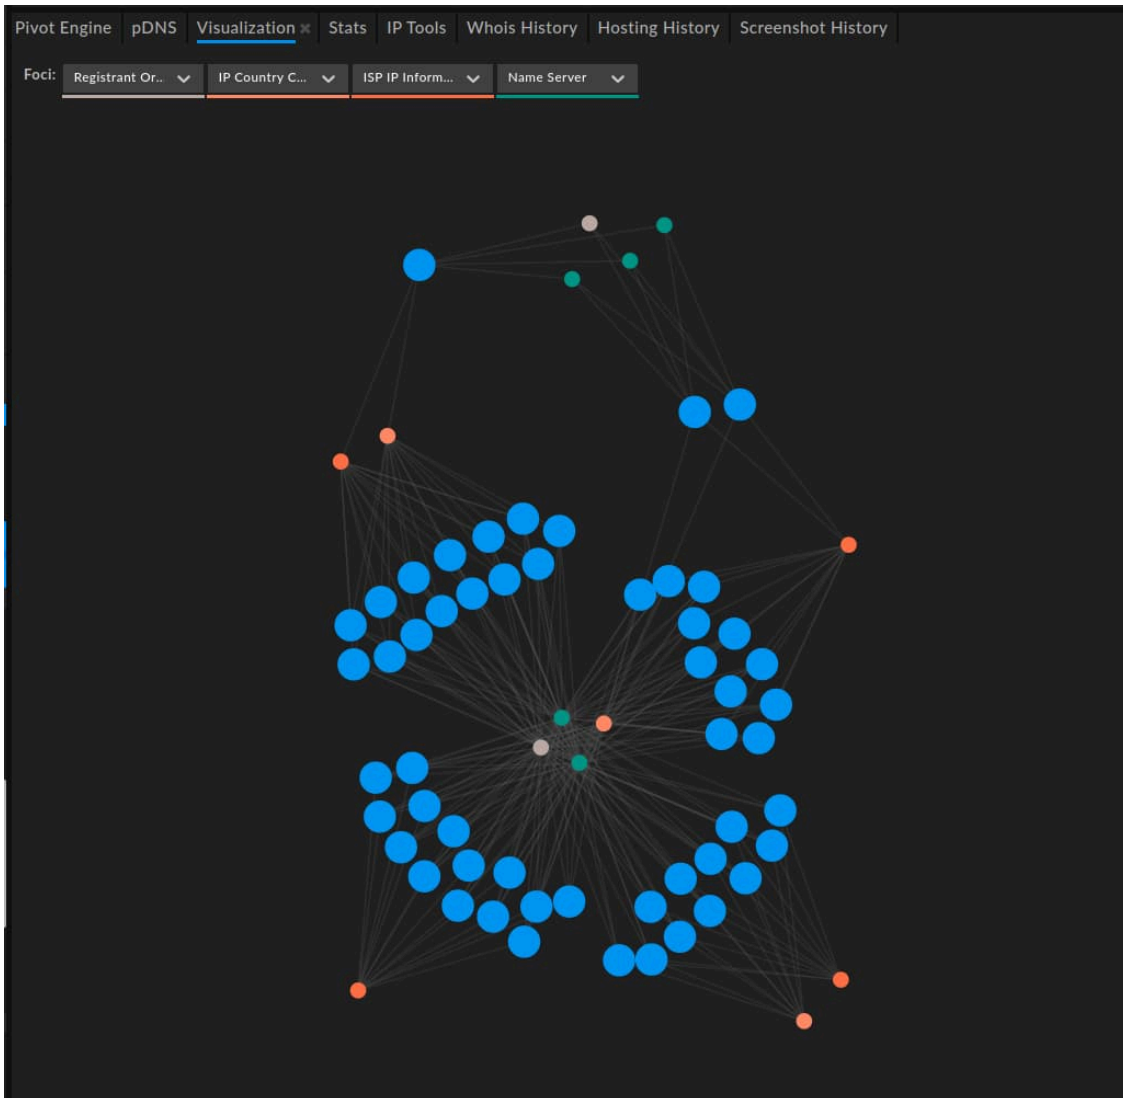 Pivot Engine pDNS Visualization × Stats IP Tools Whois History Hosting History Screenshot History
Foci: Registrant Or... IP Country C... ISP IP Inform... Name Server